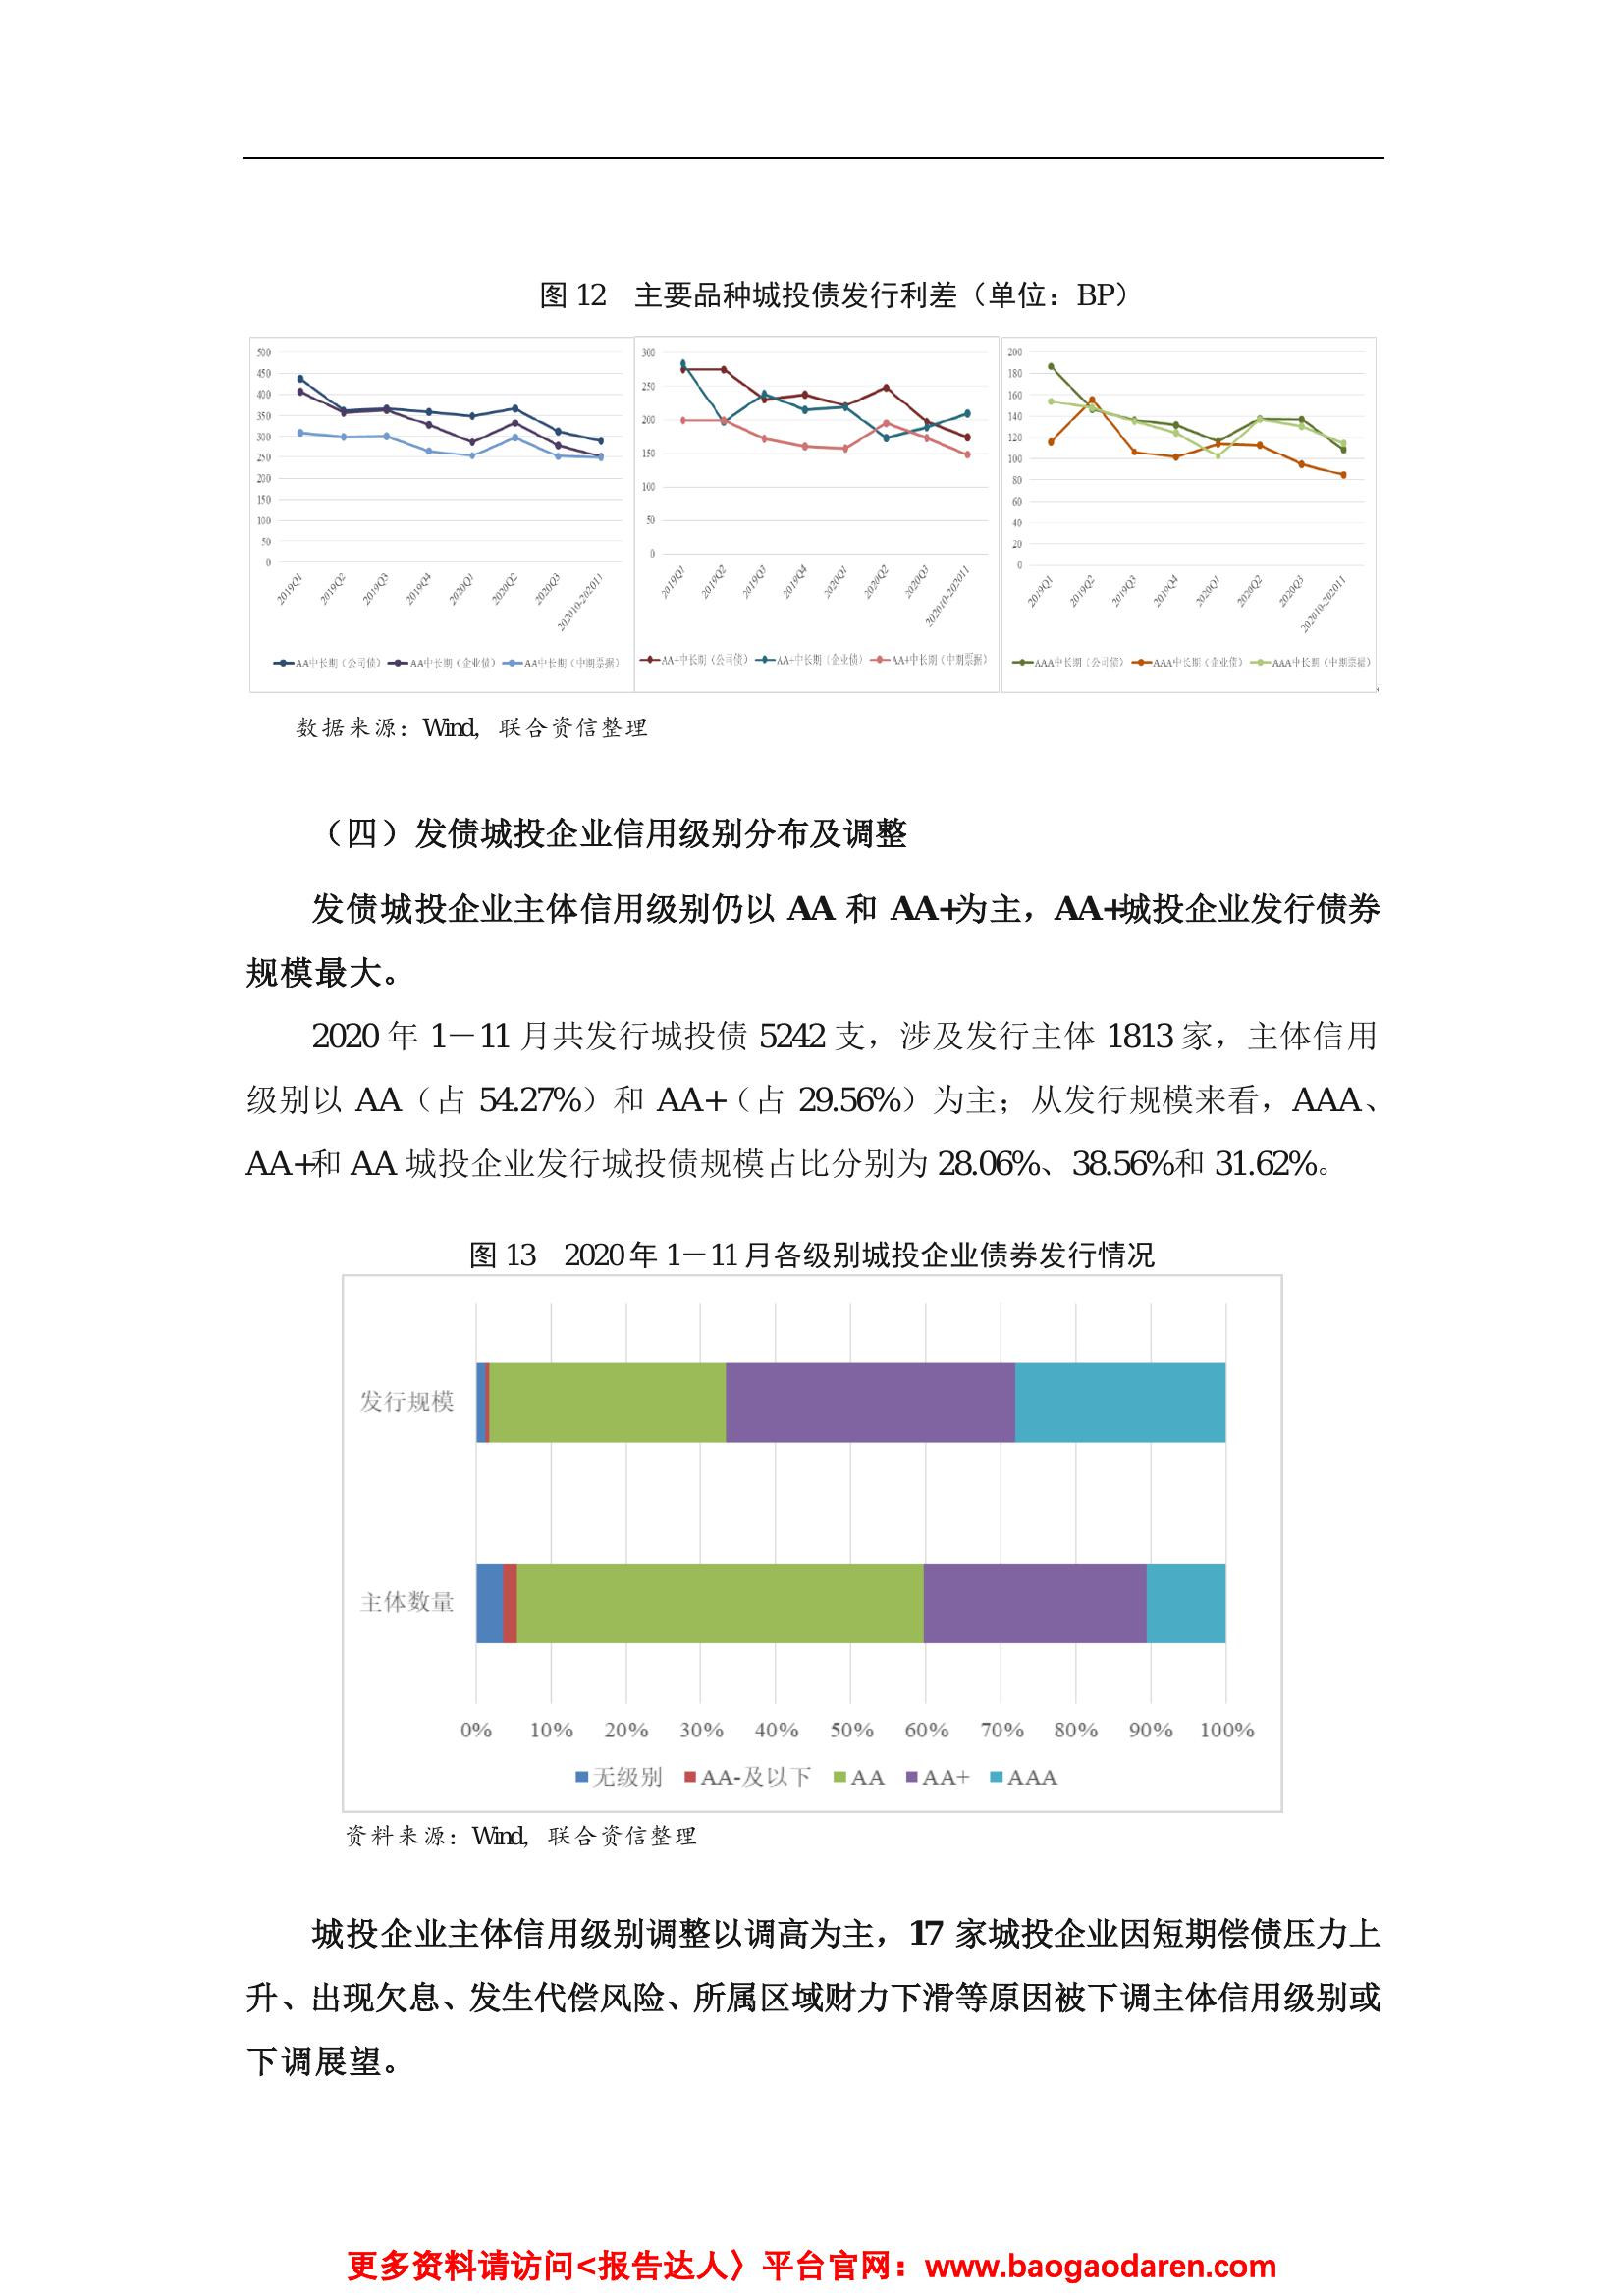 图 12 主要品种城投债发行利差（单位：BP）
500
450
400
350
300
250
200
150
100
50
0
2019Q1 2019Q2 2019Q3 2019Q4 2020Q1 2020Q2 2020Q3 202010-202011
AA中长期（公司债） AA中长期（企业债） AA中长期（中期票据）
300
250
200
150
100
50
0
2019Q1 2019Q2 2019Q3 2019Q4 2020Q1 2020Q2 2020Q3 202010-202011
AA+中长期（公司债） AA+中长期（企业债） AA+中长期（中期票据）
200
180
160
140
120
100
80
60
40
20
0
2019Q1 2019Q2 2019Q3 2019Q4 2020Q1 2020Q2 2020Q3 202010-202011
AAA中长期（公司债） AAA中长期（企业债） AAA中长期（中期票据）
数据来源：Wind，联合资信整理
（四）发债城投企业信用级别分布及调整
发债城投企业主体信用级别仍以 AA 和 AA+为主，AA+城投企业发行债券
规模最大。
2020 年 1－11 月共发行城投债 5242 支，涉及发行主体 1813 家，主体信用
级别以 AA（占 54.27%）和 AA+（占 29.56%）为主；从发行规模来看，AAA、
AA+和 AA 城投企业发行城投债规模占比分别为 28.06%、38.56%和 31.62%。
图 13 2020 年 1－11 月各级别城投企业债券发行情况
发行规模
主体数量
0% 10% 20% 30% 40% 50% 60% 70% 80% 90% 100%
无级别 AA-及以下 AA AA+ AAA
资料来源：Wind，联合资信整理
城投企业主体信用级别调整以调高为主，17 家城投企业因短期偿债压力上
升、出现欠息、发生代偿风险、所属区域财力下滑等原因被下调主体信用级别或
下调展望。
更多资料请访问<报告达人〉平台官网：www.baogaodaren.com